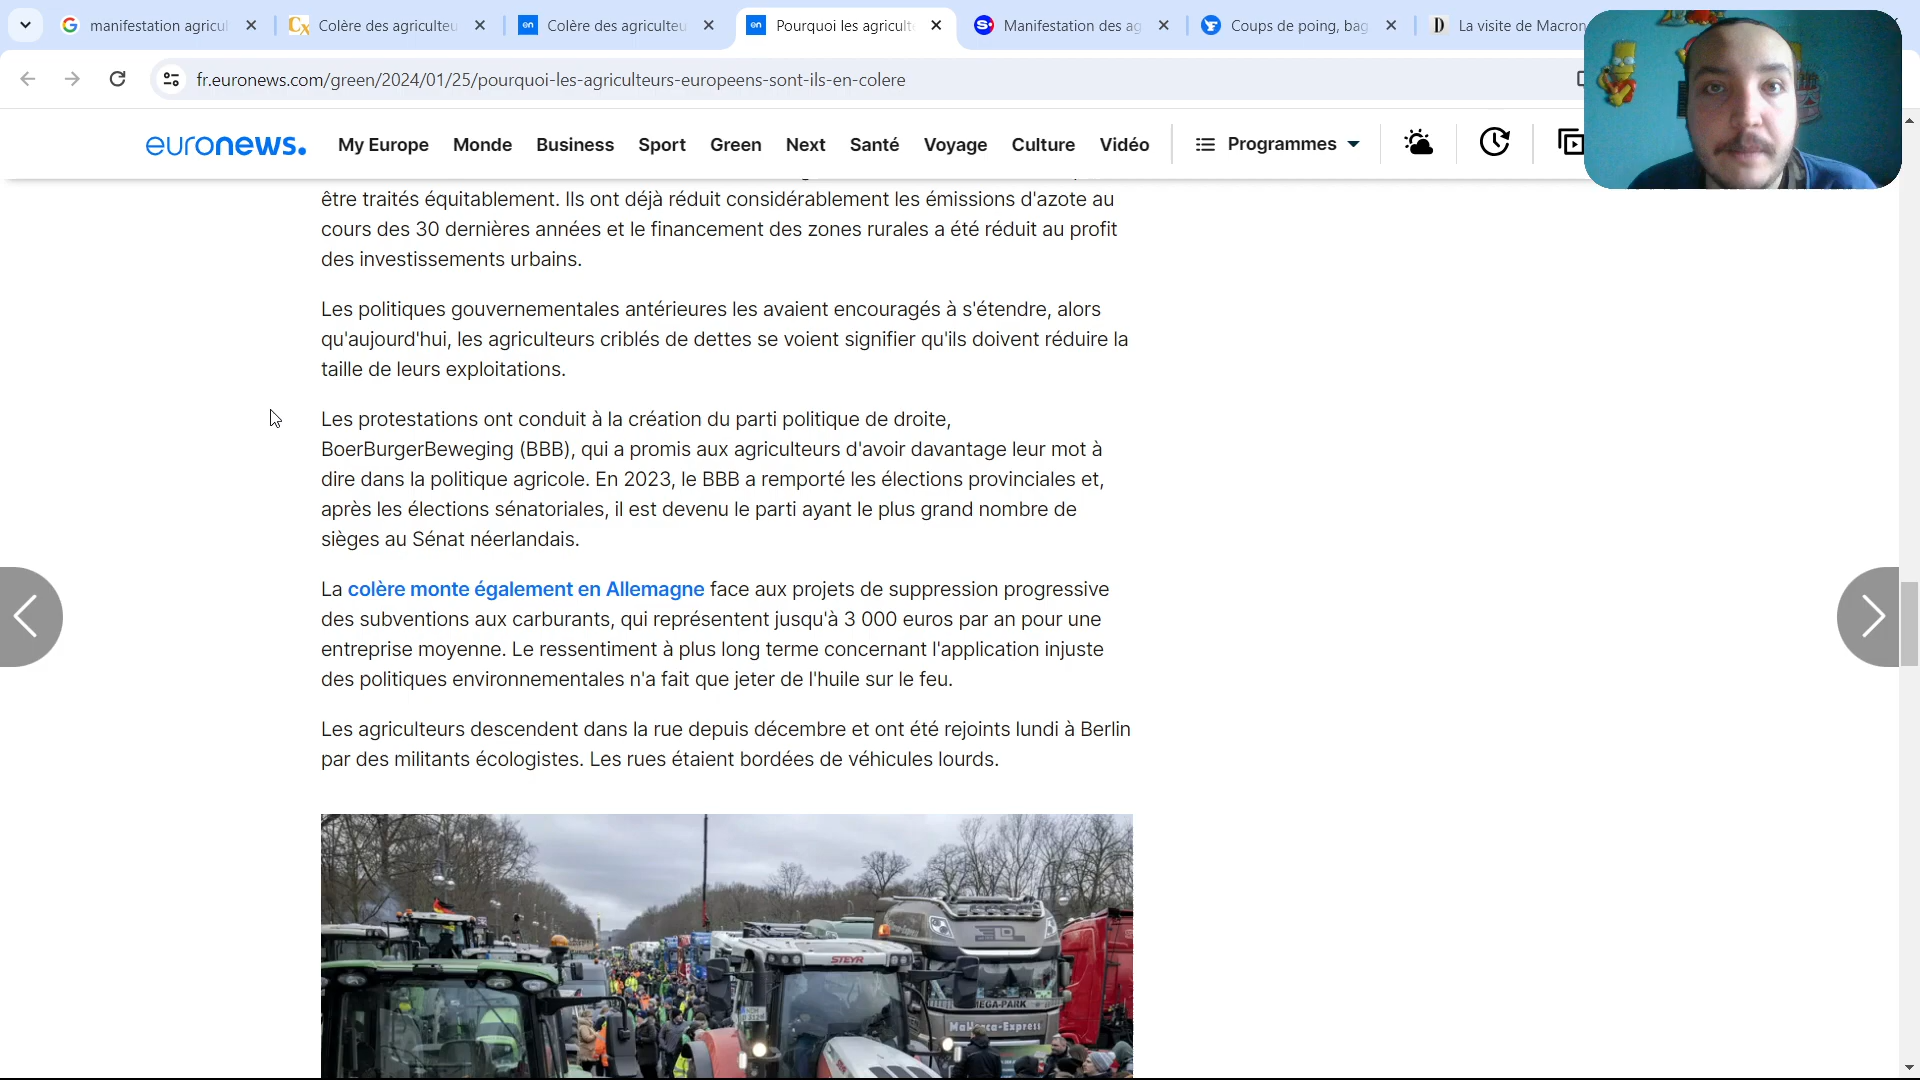 manifestation agricul
Colère des agriculteu
Colère des agriculteu
Pourquoi les agricult
Manifestation des ag
Coups de poing, bag
La visite de Macron
fr.euronews.com/green/2024/01/25/pourquoi-les-agriculteurs-europeens-sont-ils-en-colere
euronews.
My Europe
Monde
Business
Sport
Green
Next
Santé
Voyage
Culture
Vidéo
Programmes
être traités équitablement. Ils ont déjà réduit considérablement les émissions d'azote au
cours des 30 dernières années et le financement des zones rurales a été réduit au profit
des investissements urbains.
Les politiques gouvernementales antérieures les avaient encouragés à s'étendre, alors
qu'aujourd'hui, les agriculteurs criblés de dettes se voient signifier qu'ils doivent réduire la
taille de leurs exploitations.
Les protestations ont conduit à la création du parti politique de droite,
BoerBurgerBeweging (BBB), qui a promis aux agriculteurs d'avoir davantage leur mot à
dire dans la politique agricole. En 2023, le BBB a remporté les élections provinciales et,
après les élections sénatoriales, il est devenu le parti ayant le plus grand nombre de
sièges au Sénat néerlandais.
La colère monte également en Allemagne face aux projets de suppression progressive
des subventions aux carburants, qui représentent jusqu'à 3 000 euros par an pour une
entreprise moyenne. Le ressentiment à plus long terme concernant l'application injuste
des politiques environnementales n'a fait que jeter de l'huile sur le feu.
Les agriculteurs descendent dans la rue depuis décembre et ont été rejoints lundi à Berlin
par des militants écologistes. Les rues étaient bordées de véhicules lourds.
STEYR
MEGA-PARK
Mallorca-Express